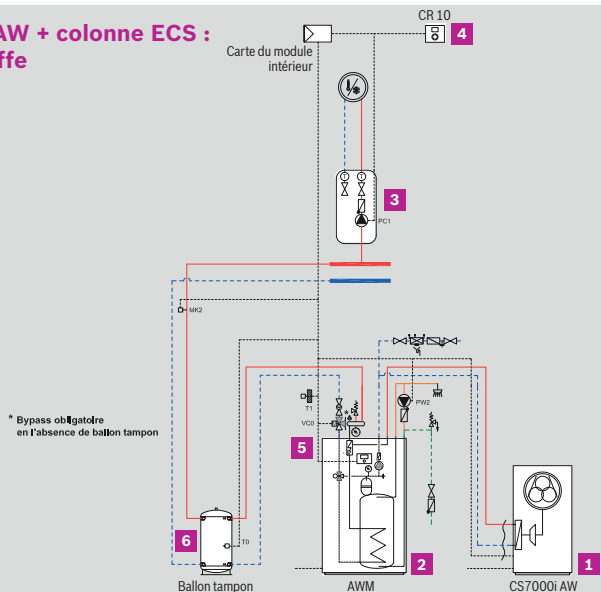 AW + colonne ECS :
ffe
CR 10
4
Carte du module
intérieur
T
T
3
PC1
MK2
T1
PW2
* Bypass obligatoire
en l'absence de ballon tampon
VC0
*
5
6
T0
2
1
Ballon tampon
AWM
CS7000i AW